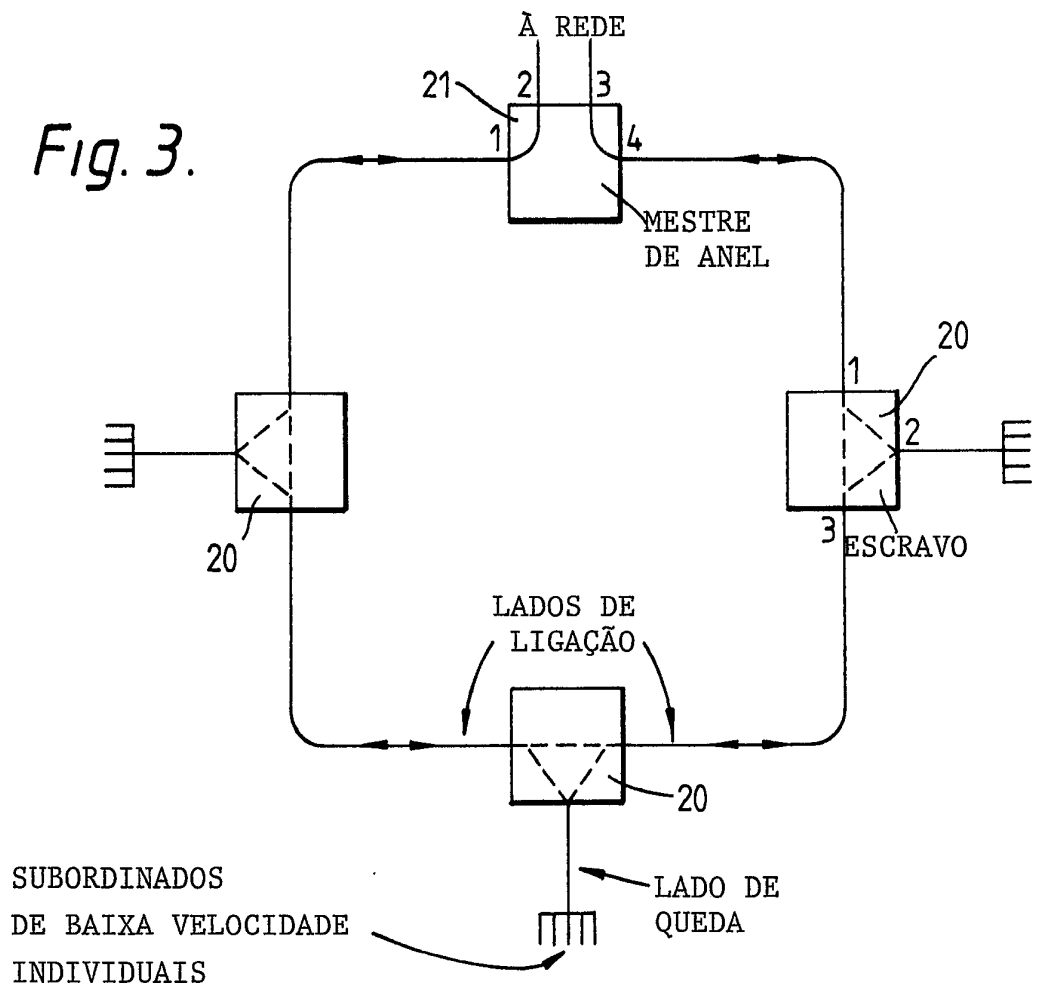 À REDE
21
2
3
1
4
Fig. 3.
MESTRE
DE ANEL
20
1
2
3
ESCRAVO
20
LADOS DE
LIGAÇÃO
20
SUBORDINADOS
DE BAIXA VELOCIDADE
INDIVIDUAIS
LADO DE
QUEDA